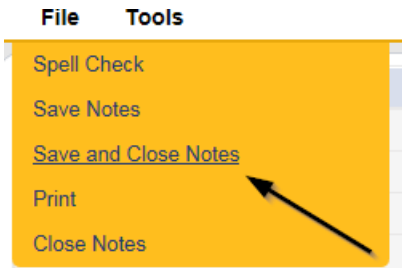 File Tools
Spell Check
Save Notes
Save and Close Notes
Print
Close Notes